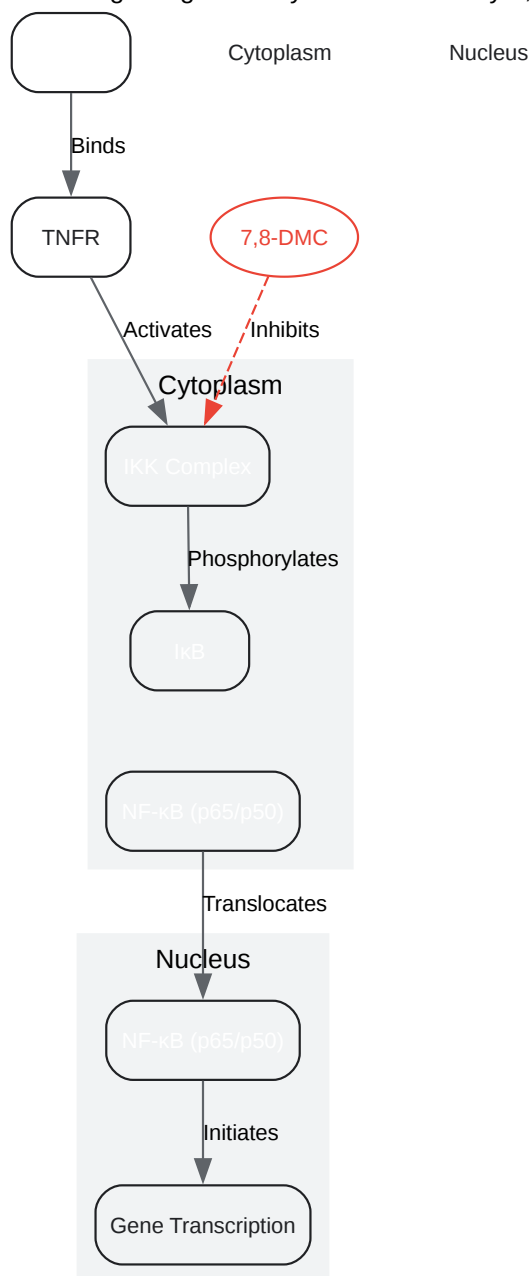 Cytoplasm
Nucleus
Binds
TNFR
7,8-DMC
Activates
Inhibits
Cytoplasm
IKK Complex
Phosphorylates
IκB
NF-κB (p65/p50)
Translocates
Nucleus
NF-κB (p65/p50)
Initiates
Gene Transcription